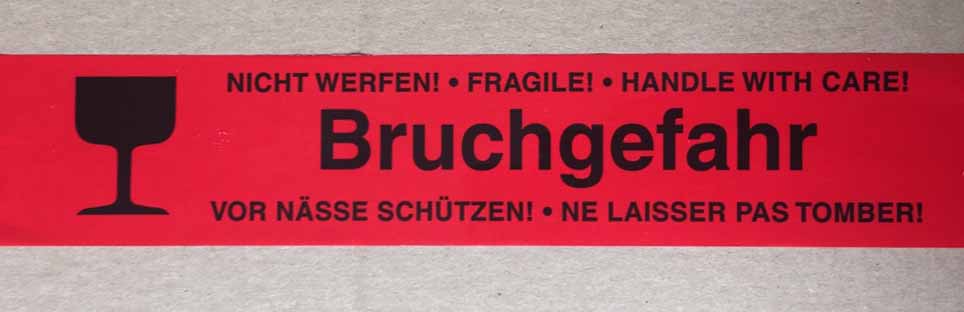 NICHT WERFEN! • FRAGILE! • HANDLE WITH CARE!
Bruchgefahr
VOR NÄSSE SCHÜTZEN! • NE LAISSER PAS TOMBER!